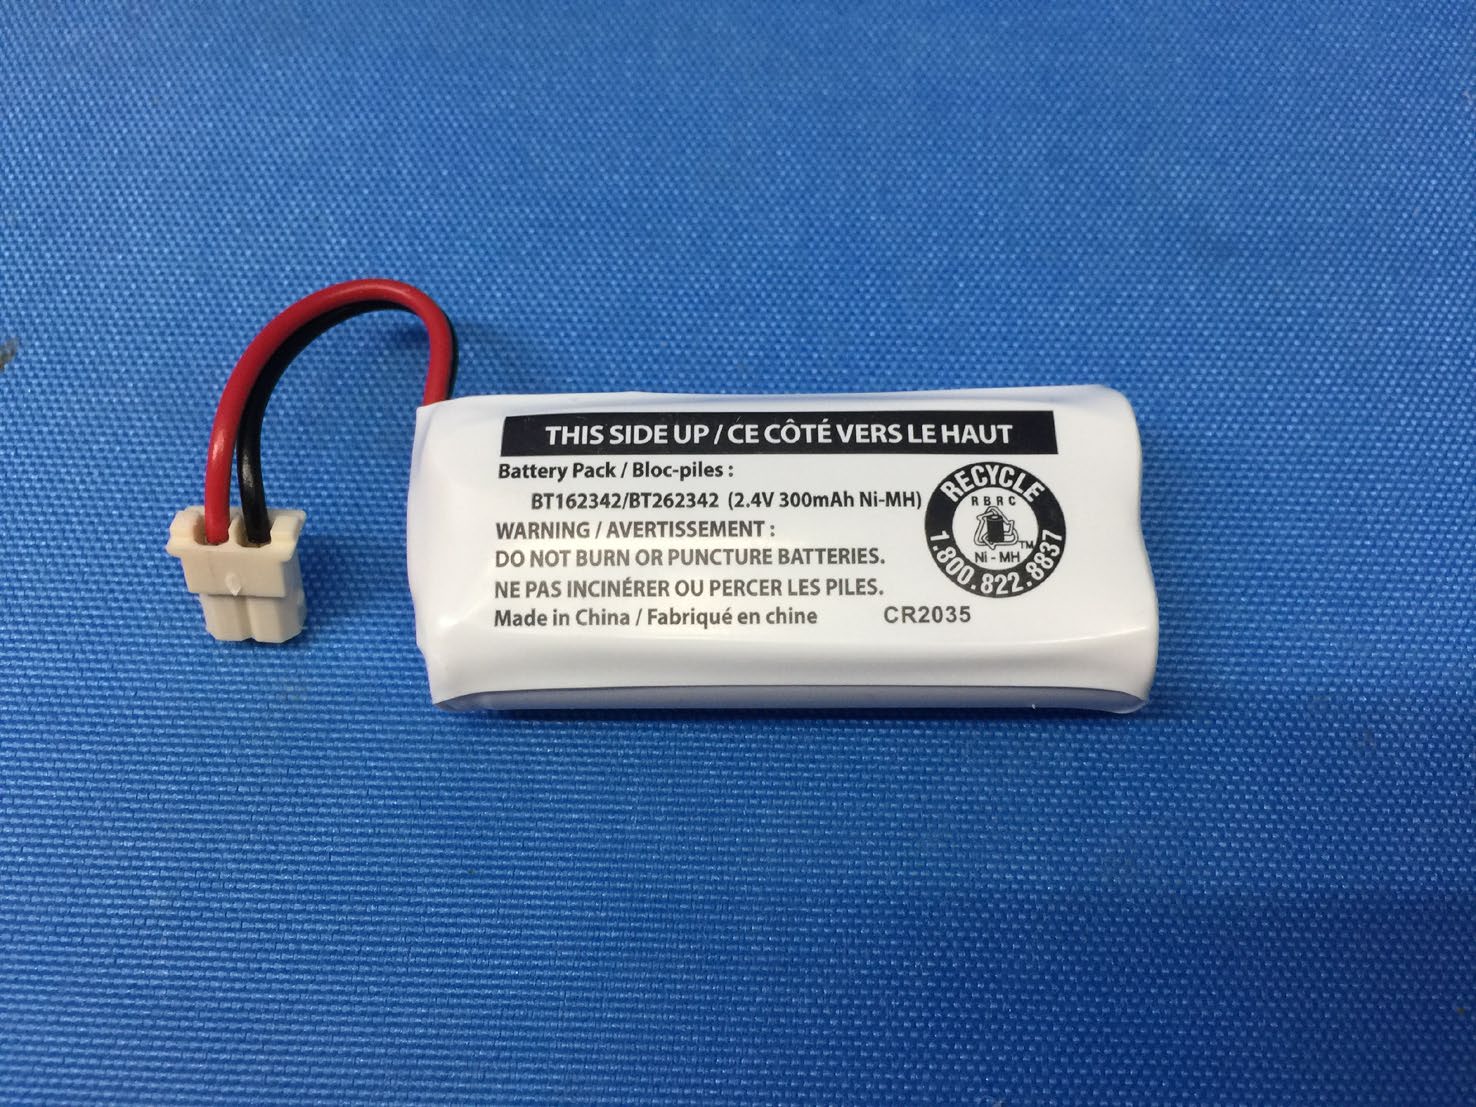 THIS SIDE UP / CE CÔTÉ VERS LE HAUT
Battery Pack / Bloc-piles :
BT162342/BT262342 (2.4V 300mAh Ni-MH)
WARNING / AVERTISSEMENT :
DO NOT BURN OR PUNCTURE BATTERIES.
NE PAS INCINÉRER OU PERCER LES PILES.
Made in China / Fabriqué en chine
CR2035
RECYCLE
RBRC
TM
Ni - MH
1.800.822.8837